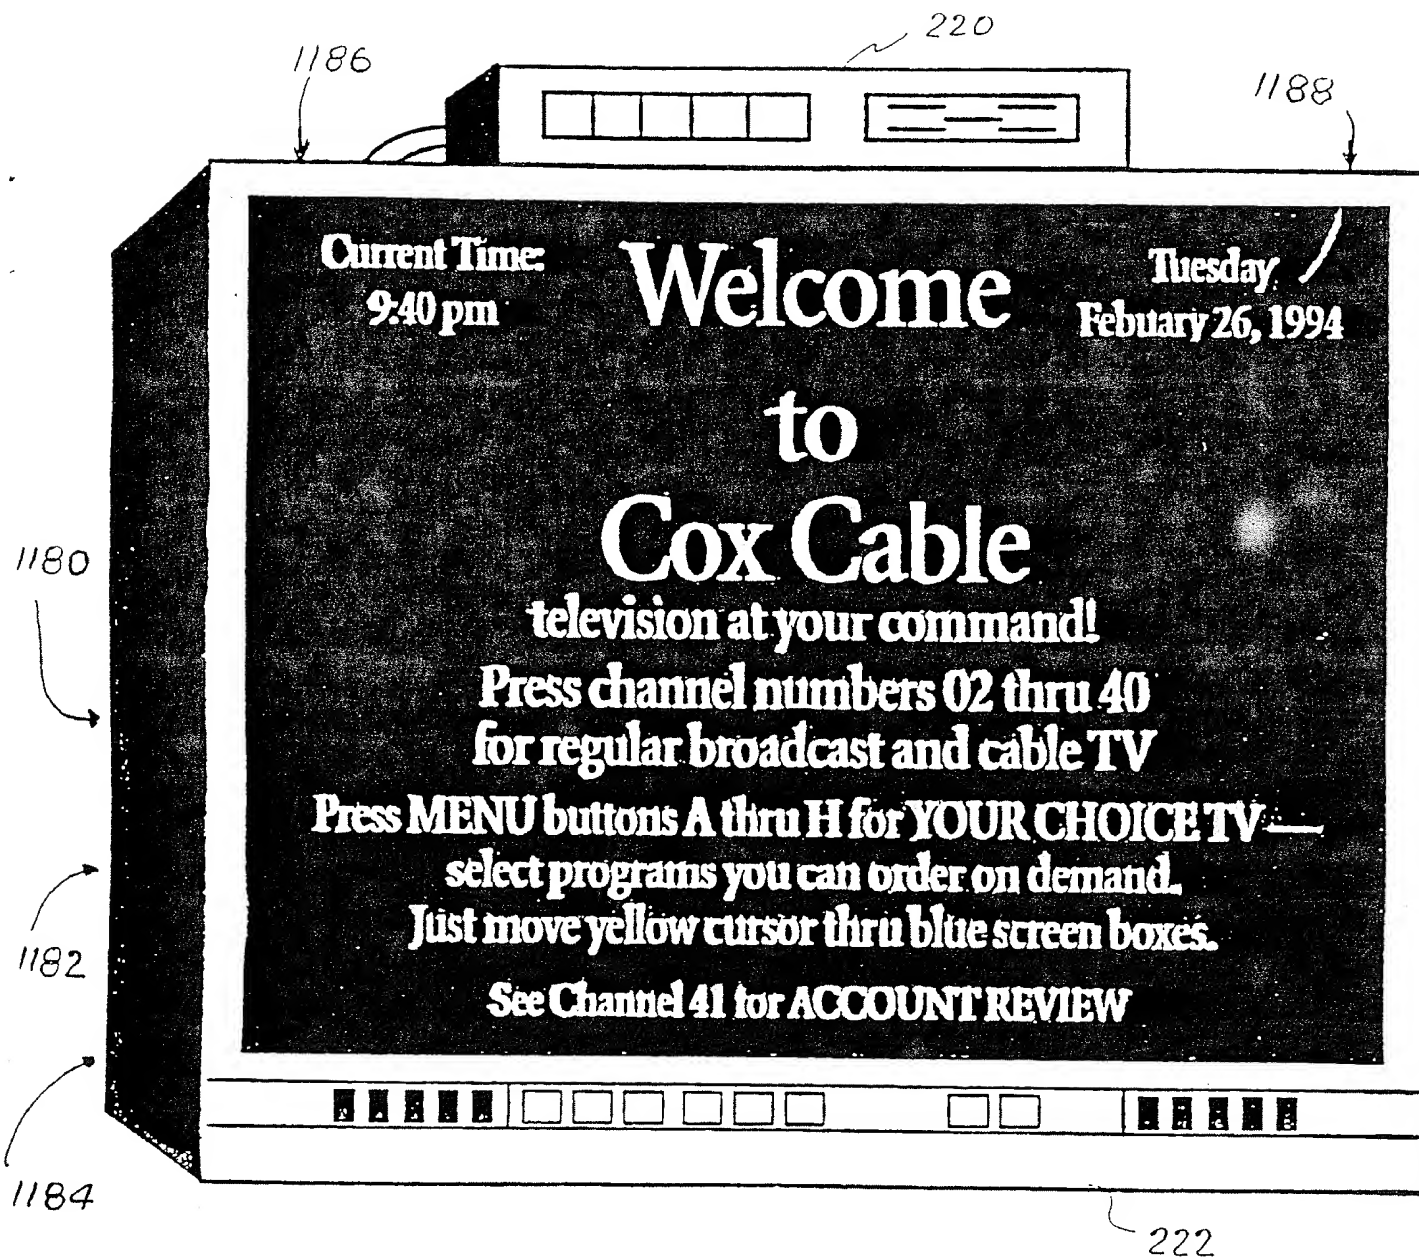 220
1186
1188
Current Time:
9:40 pm
Welcome
Tuesday
Febuary 26, 1994
to
Cox Cable
television at your command!
Press channel numbers 02 thru 40
for regular broadcast and cable TV
Press MENU buttons A thru H for YOUR CHOICE TV—
select programs you can order on demand.
Just move yellow cursor thru blue screen boxes.
See Channel 41 for ACCOUNT REVIEW
1180
1182
1184
222